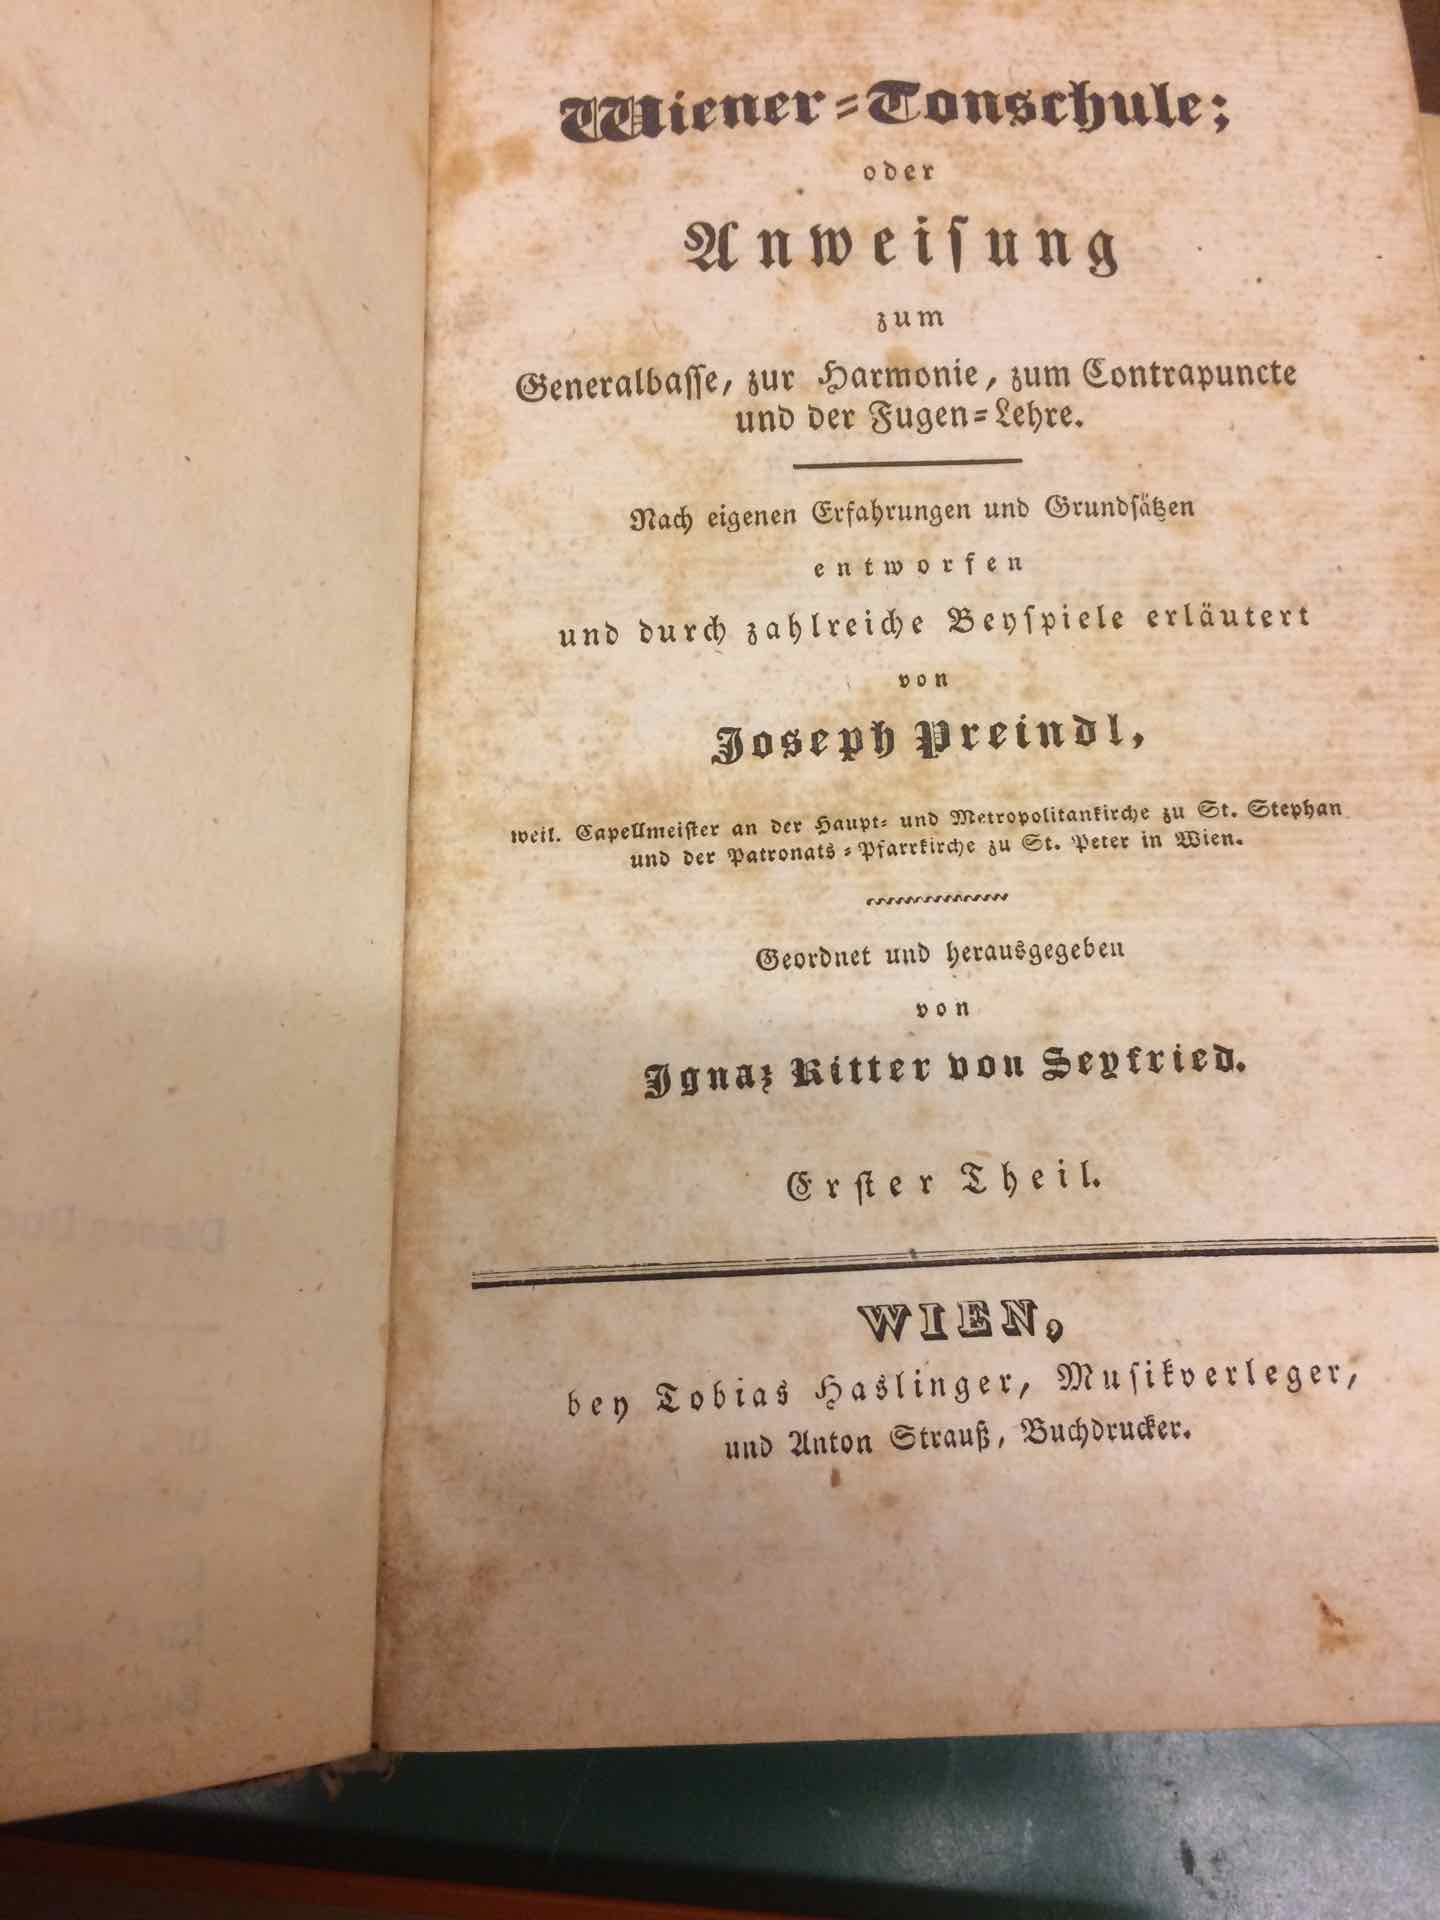 Wiener=Tonschule;
oder
Anweiſung
zum
Generalbaſſe, zur Harmonie, zum Contrapuncte
und der Fugen=Lehre.
Nach eigenen Erfahrungen und Grundſätzen
entworfen
und durch zahlreiche Beyſpiele erläutert
von
Joseph Preindl,
weil. Capellmeiſter an der Haupt= und Metropolitankirche zu St. Stephan
und der Patronats=Pfarrkirche zu St. Peter in Wien.
Geordnet und herausgegeben
von
Ignaz Ritter von Seyfried.
Erſter Theil.
WIEN,
bey Tobias Haslinger, Muſikverleger,
und Anton Strauß, Buchdrucker.